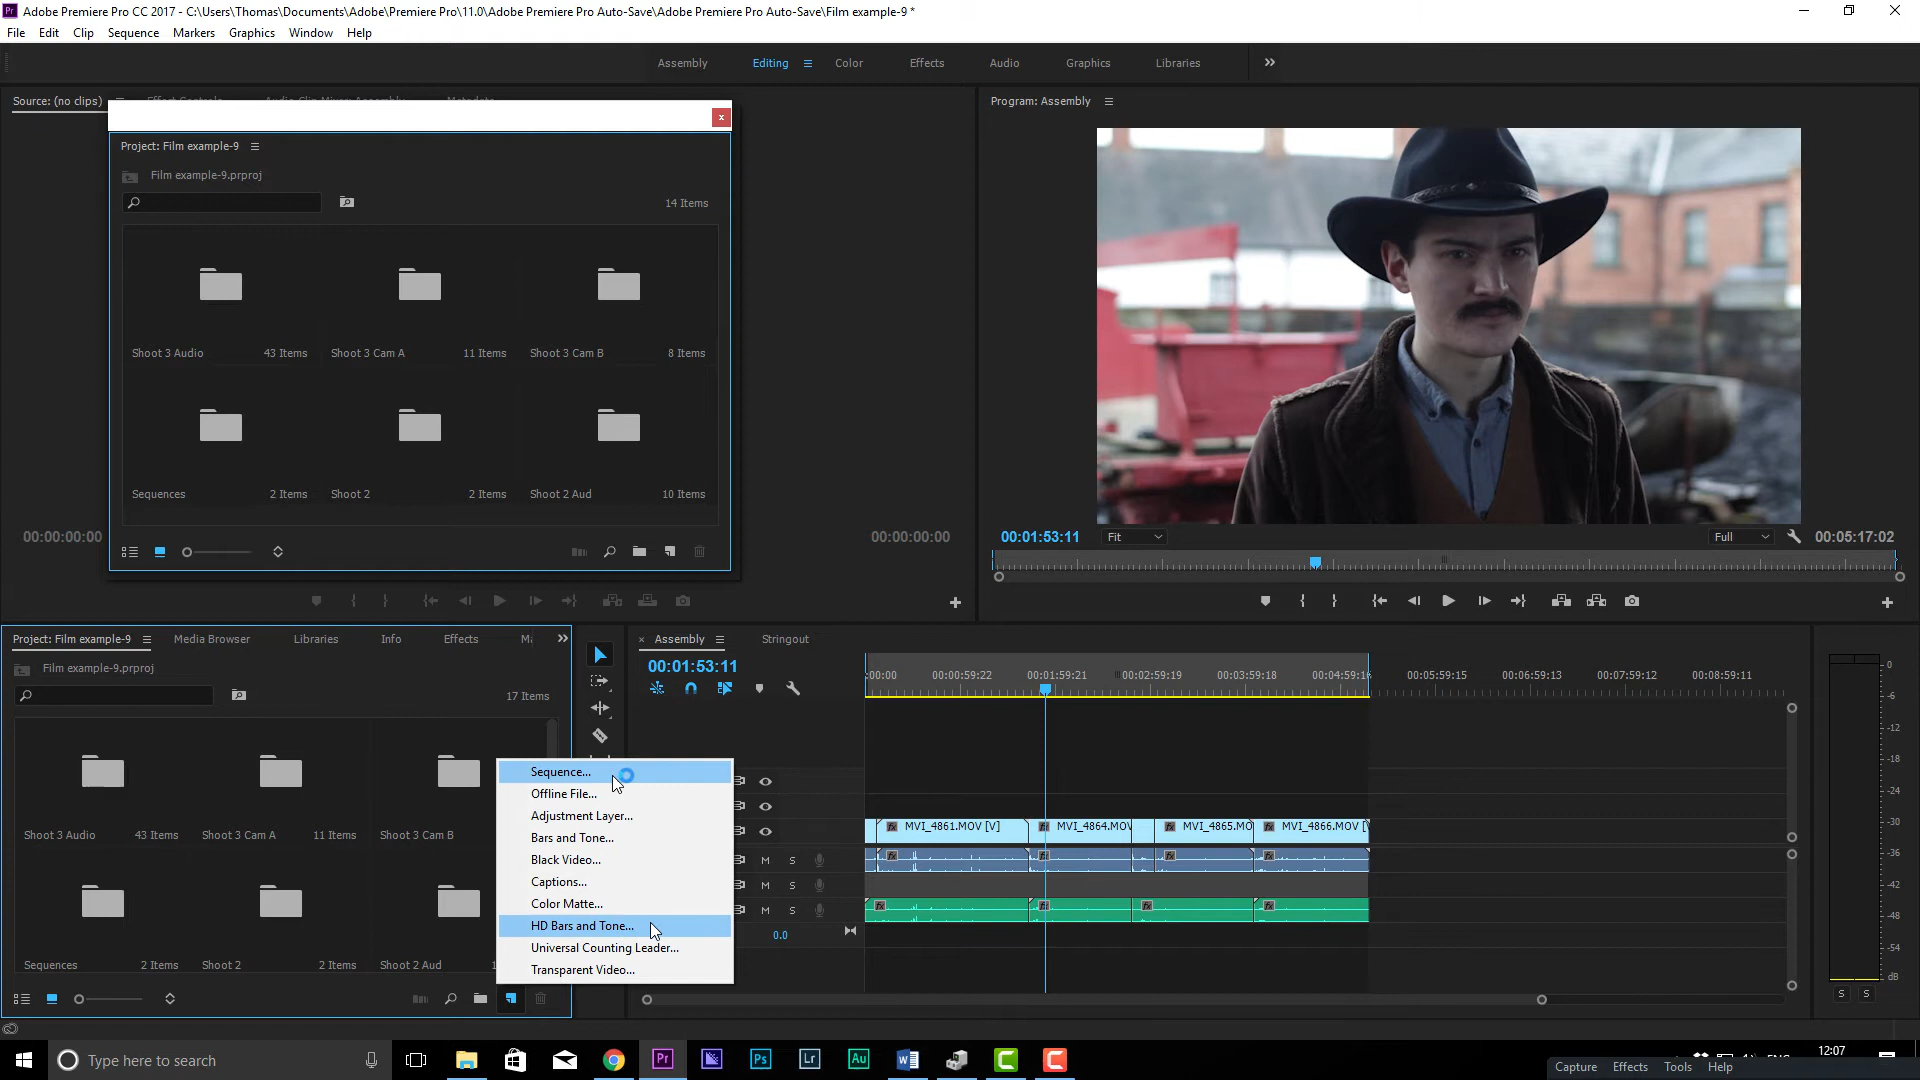 Adobe Premiere Pro CC 2017 - C:\Users\Thomas\Documents\Adobe\Premiere Pro\11.0\Adobe Premiere Pro Auto-Save\Adobe Premiere Pro Auto-Save\Film example-9 *
File Edit Clip Sequence Markers Graphics Window Help
Assembly Editing Color Effects Audio Graphics Libraries
Source: (no clips)
Program: Assembly
Project: Film example-9
Film example-9.prproj
14 Items
Shoot 3 Audio 43 Items Shoot 3 Cam A 11 Items Shoot 3 Cam B 8 Items
Sequences 2 Items Shoot 2 2 Items Shoot 2 Aud 10 Items
00:00:00:00 00:00:00:00
00:01:53:11 Fit Full 00:05:17:02
Project: Film example-9 Media Browser Libraries Info Effects
Film example-9.prproj
17 Items
Shoot 3 Audio 43 Items Shoot 3 Cam A 11 Items Shoot 3 Cam B
Sequences 2 Items Shoot 2 2 Items Shoot 2 Aud
Sequence...
Offline File...
Adjustment Layer...
Bars and Tone...
Black Video...
Captions...
Color Matte...
HD Bars and Tone...
Universal Counting Leader...
Transparent Video...
Assembly Stringout
00:01:53:11
:00:00 00:00:59:22 00:01:59:21 00:02:59:19 00:03:59:18 00:04:59:16 00:05:59:15 00:06:59:13 00:07:59:12 00:08:59:11
fx MVI_4861.MOV [V] fx MVI_4864.MOV fx MVI_4865.MO fx MVI_4866.MOV [
M S
M S
M S
0.0
0
-6
-12
-18
-24
-30
-36
-42
-48
-54
dB
S S
Type here to search
Pr Ps Lr Au
12:07
Capture Effects Tools Help